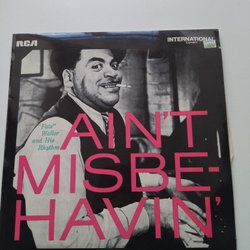 RCA
INTERNATIONAL
"Fats"
Waller
and His
Rhythm
AIN'T
MISBE-
HAVIN'